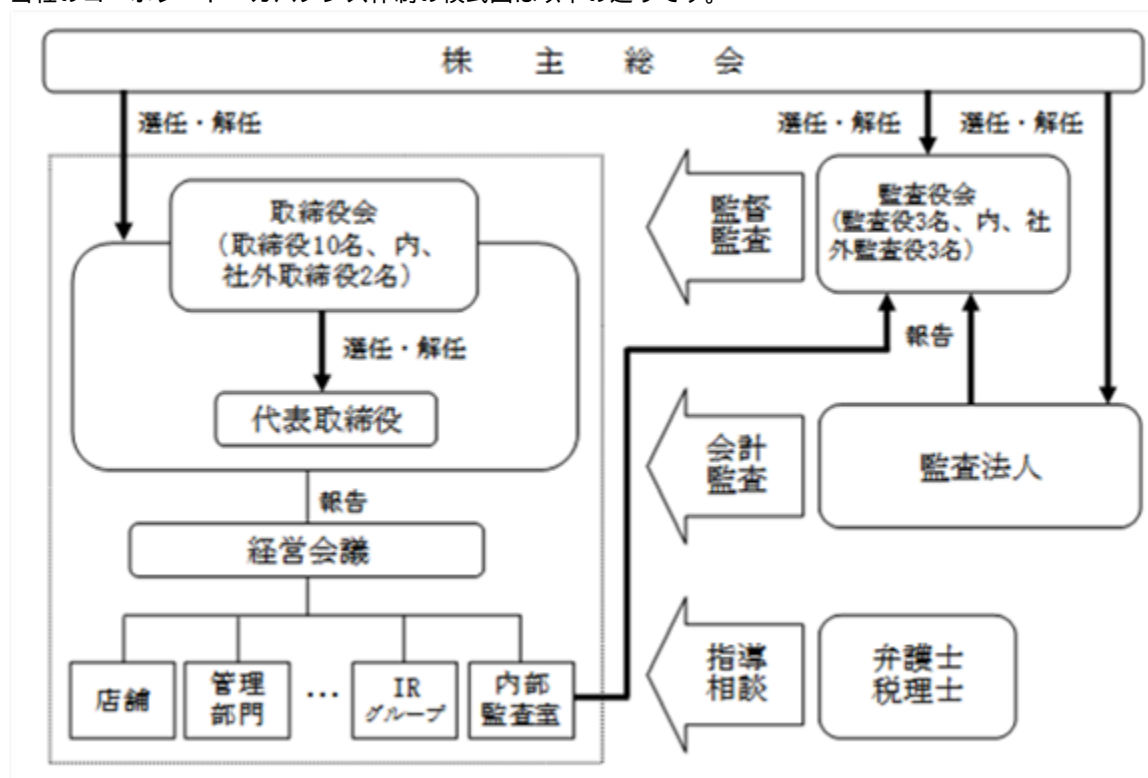 当社のコーポレート・ガバナンス体制の模式図は以下の通りです。
株主総会
選任・解任
選任・解任
選任・解任
取締役会
(取締役10名、内、
社外取締役2名)
監督
監査
監査役会
(監査役3名、内、社
外監査役3名)
選任・解任
報告
代表取締役
会計
監査
監査法人
報告
経営会議
店舗
管理
部門
…
IR
グループ
内部
監査室
指導
相談
弁護士
税理士